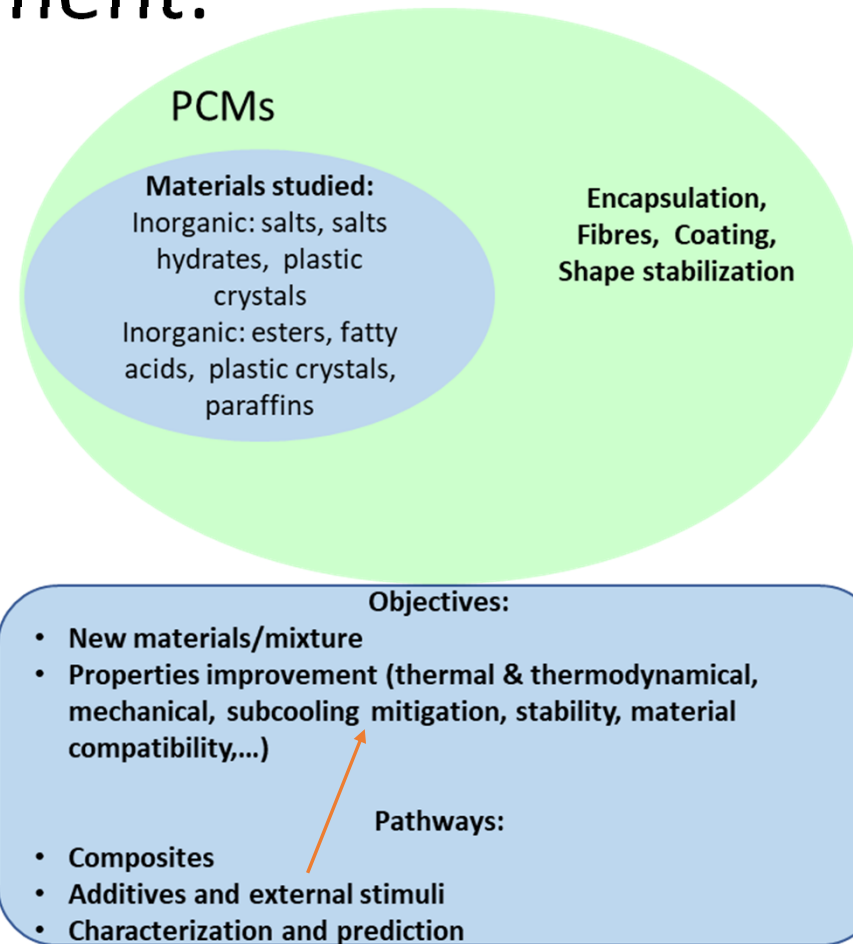 nent:
PCMs
Materials studied:
Inorganic: salts, salts
hydrates, plastic
crystals
Inorganic: esters, fatty
acids, plastic crystals,
paraffins
Encapsulation,
Fibres, Coating,
Shape stabilization
Objectives:
• New materials/mixture
• Properties improvement (thermal & thermodynamical,
mechanical, subcooling mitigation, stability, material
compatibility,...)
Pathways:
• Composites
• Additives and external stimuli
• Characterization and prediction